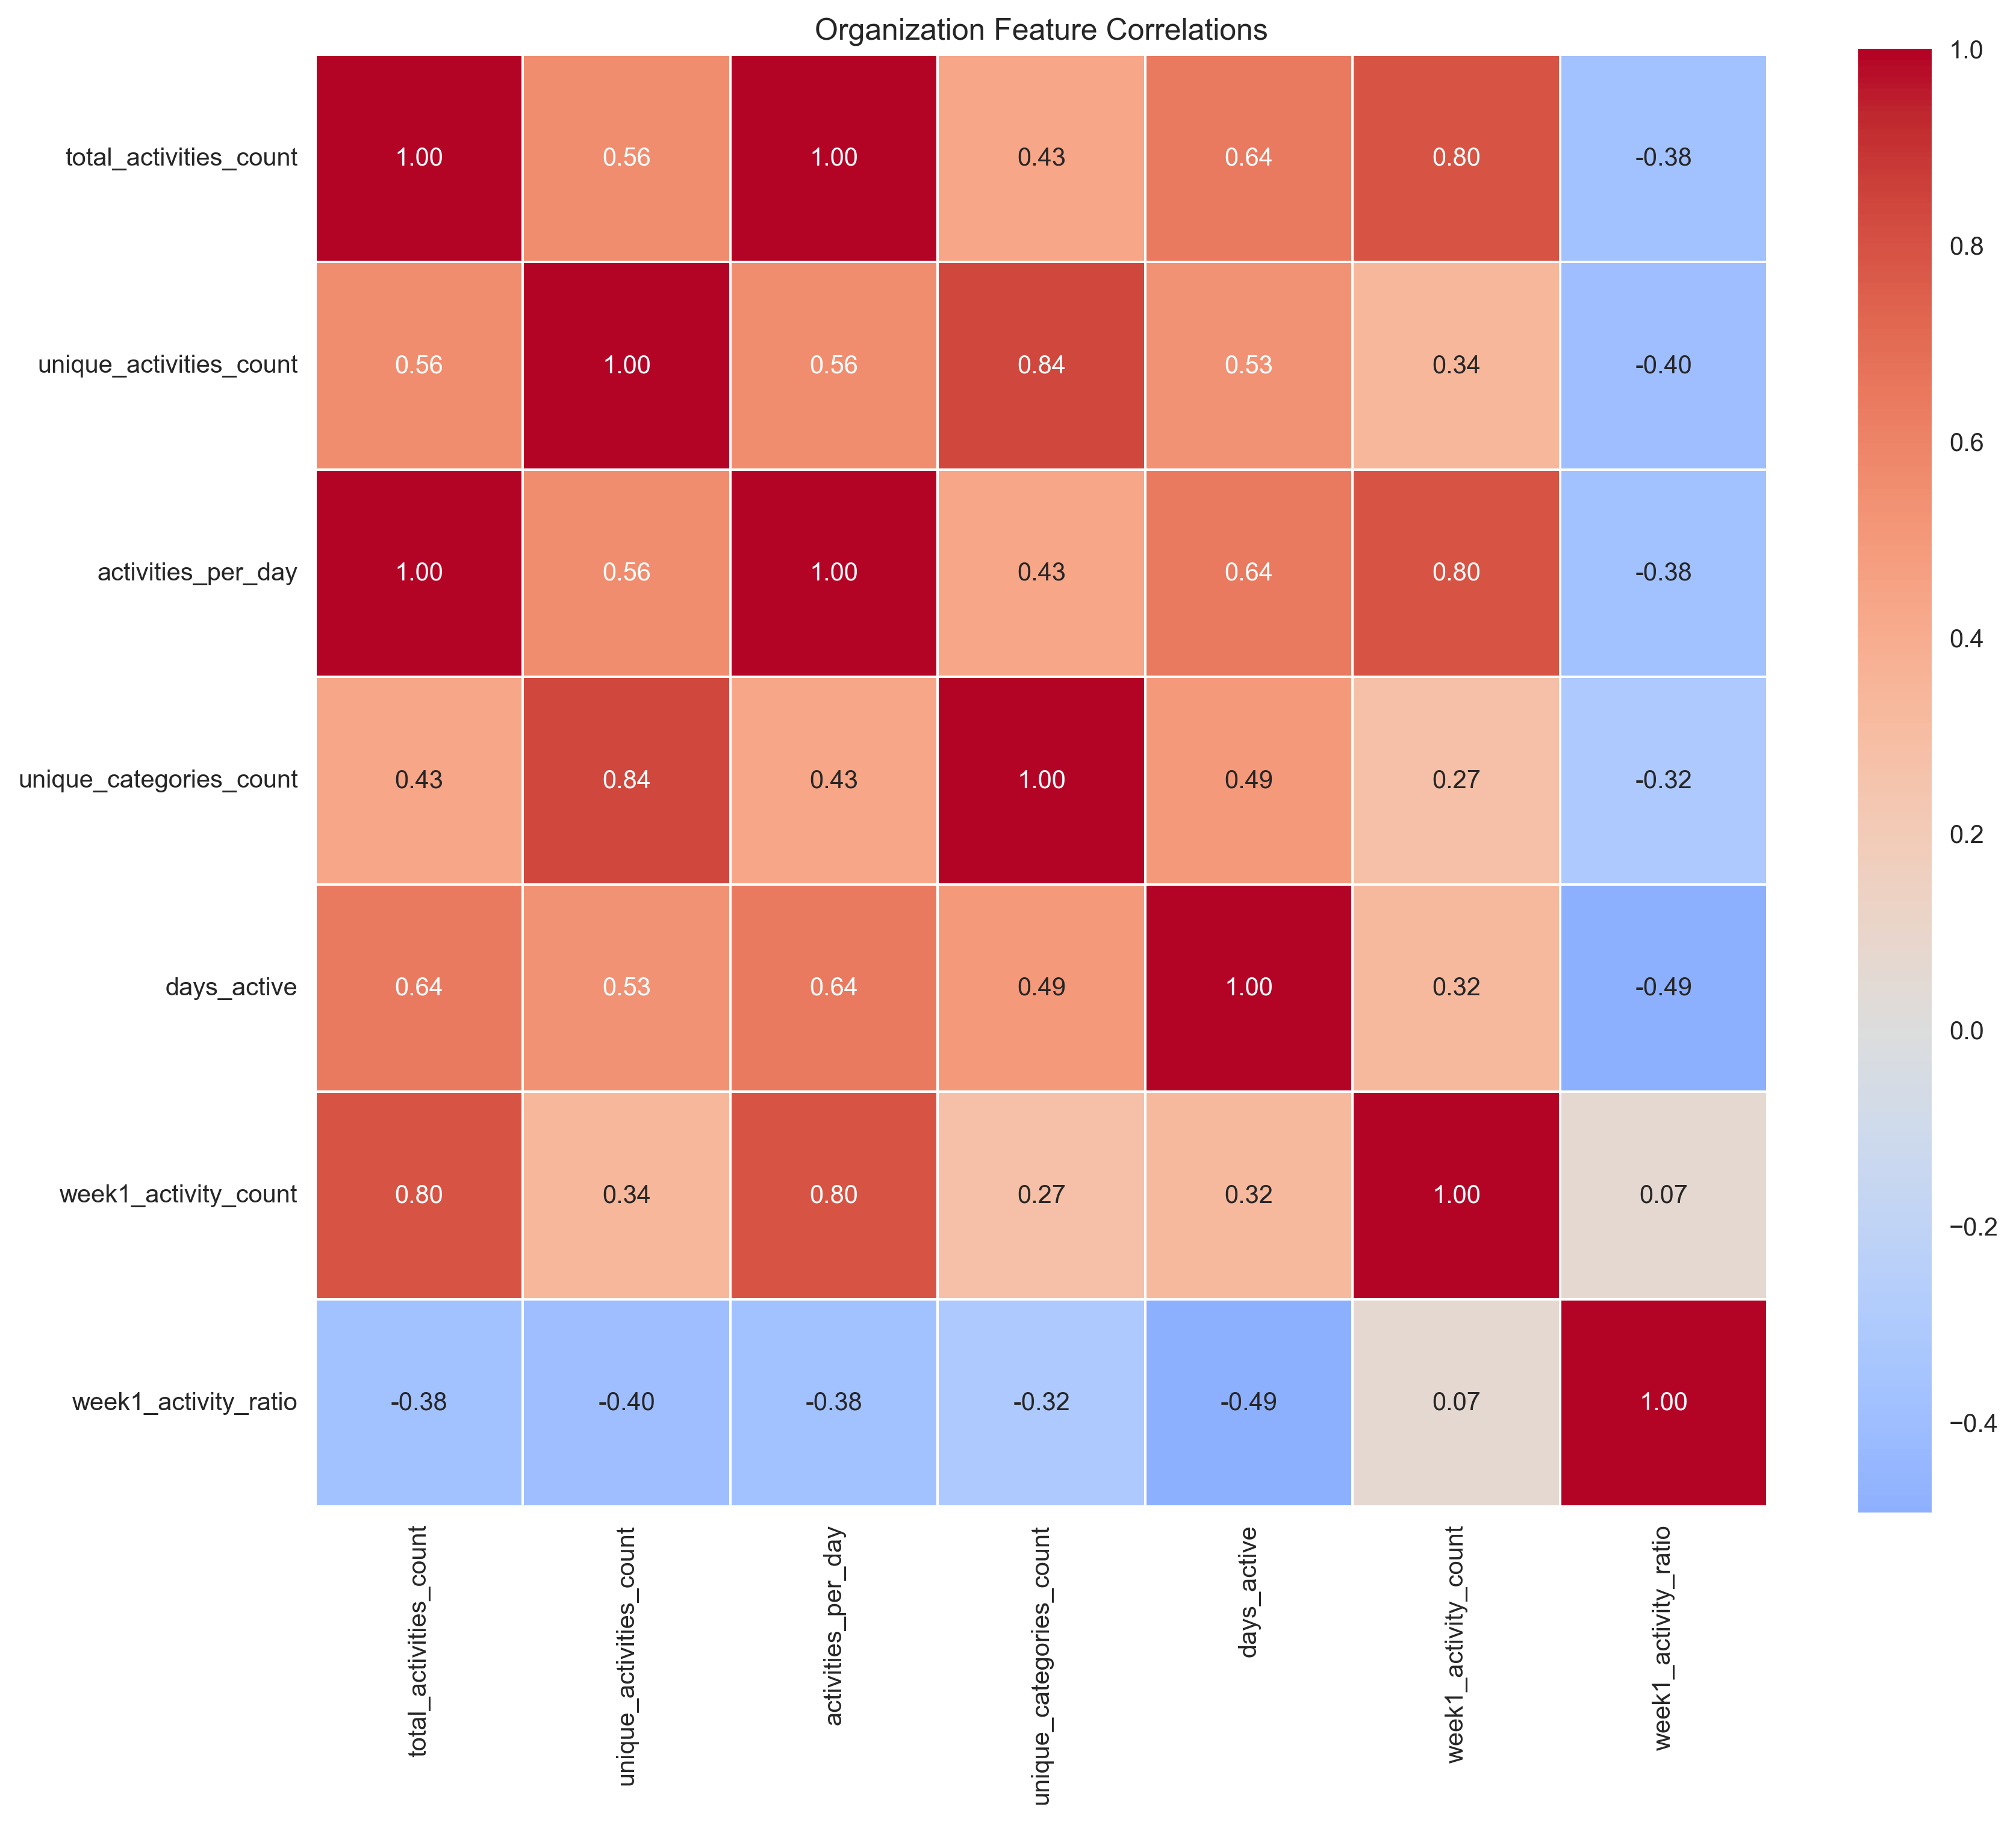 Organization Feature Correlations
total_activities_count 1.00 0.56 1.00 0.43 0.64 0.80 -0.38
unique_activities_count 0.56 1.00 0.56 0.84 0.53 0.34 -0.40
activities_per_day 1.00 0.56 1.00 0.43 0.64 0.80 -0.38
unique_categories_count 0.43 0.84 0.43 1.00 0.49 0.27 -0.32
days_active 0.64 0.53 0.64 0.49 1.00 0.32 -0.49
week1_activity_count 0.80 0.34 0.80 0.27 0.32 1.00 0.07
week1_activity_ratio -0.38 -0.40 -0.38 -0.32 -0.49 0.07 1.00
total_activities_count
unique_activities_count
activities_per_day
unique_categories_count
days_active
week1_activity_count
week1_activity_ratio
1.0
0.8
0.6
0.4
0.2
0.0
−0.2
−0.4